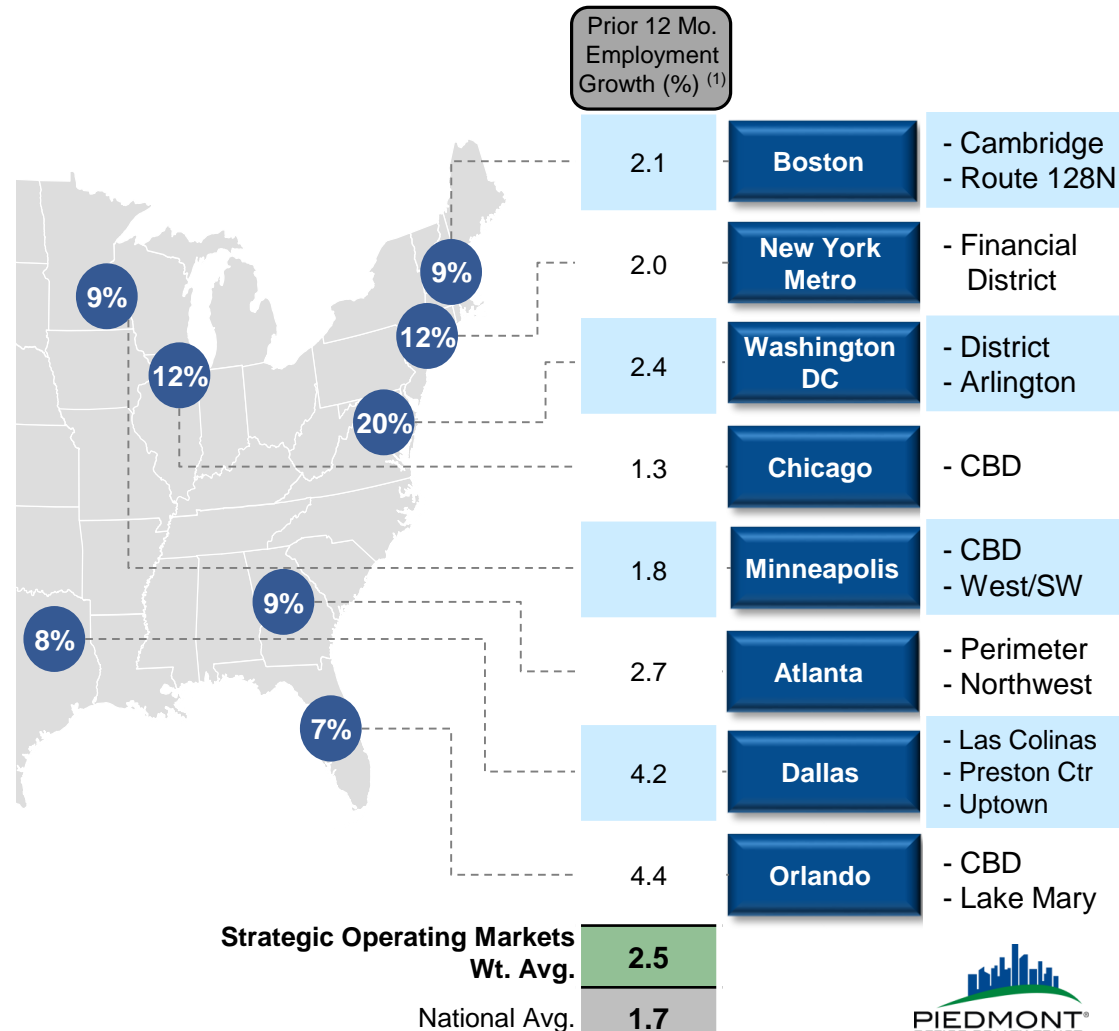 Prior 12 Mo.
Employment
Growth (%) (1)
2.1
Boston
- Cambridge
- Route 128N
9%
2.0
New York
Metro
- Financial
District
9%
12%
2.4
Washington
DC
- District
- Arlington
12%
20%
1.3
Chicago
- CBD
1.8
Minneapolis
- CBD
- West/SW
9%
8%
2.7
Atlanta
- Perimeter
- Northwest
7%
4.2
Dallas
- Las Colinas
- Preston Ctr
- Uptown
4.4
Orlando
- CBD
- Lake Mary
Strategic Operating Markets
Wt. Avg.
2.5
National Avg.
1.7
PIEDMONT®